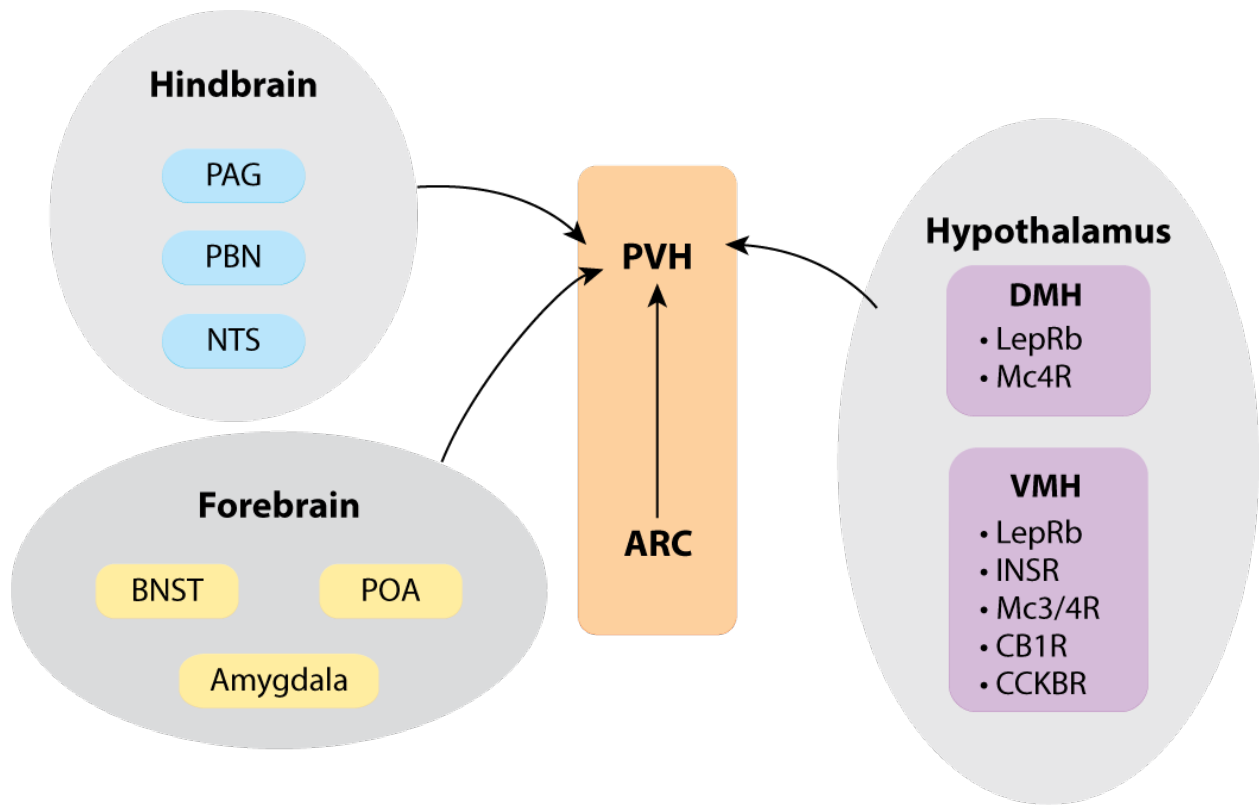 Hindbrain
PAG
PBN
NTS
Forebrain
BNST
POA
Amygdala
PVH
ARC
Hypothalamus
DMH
• LepRb
• Mc4R
VMH
• LepRb
• INSR
• Mc3/4R
• CB1R
• CCKBR